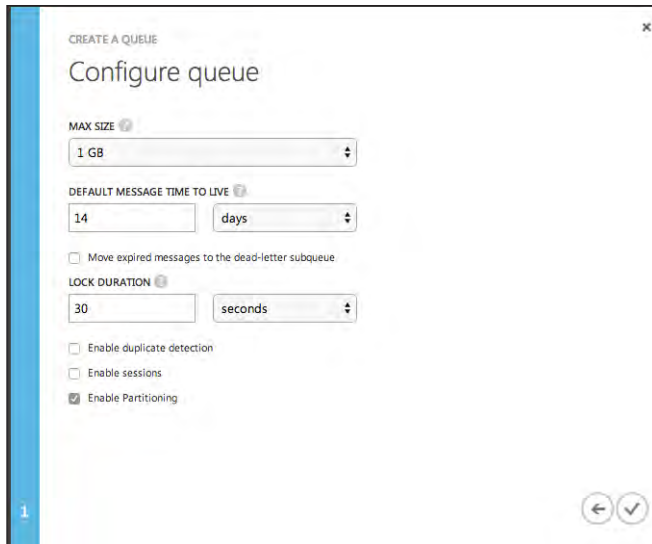 CREATE A QUEUE
Configure queue
MAX SIZE ?
1 GB
DEFAULT MESSAGE TIME TO LIVE ?
14 days
Move expired messages to the dead-letter subqueue
LOCK DURATION ?
30 seconds
Enable duplicate detection
Enable sessions
Enable Partitioning
1